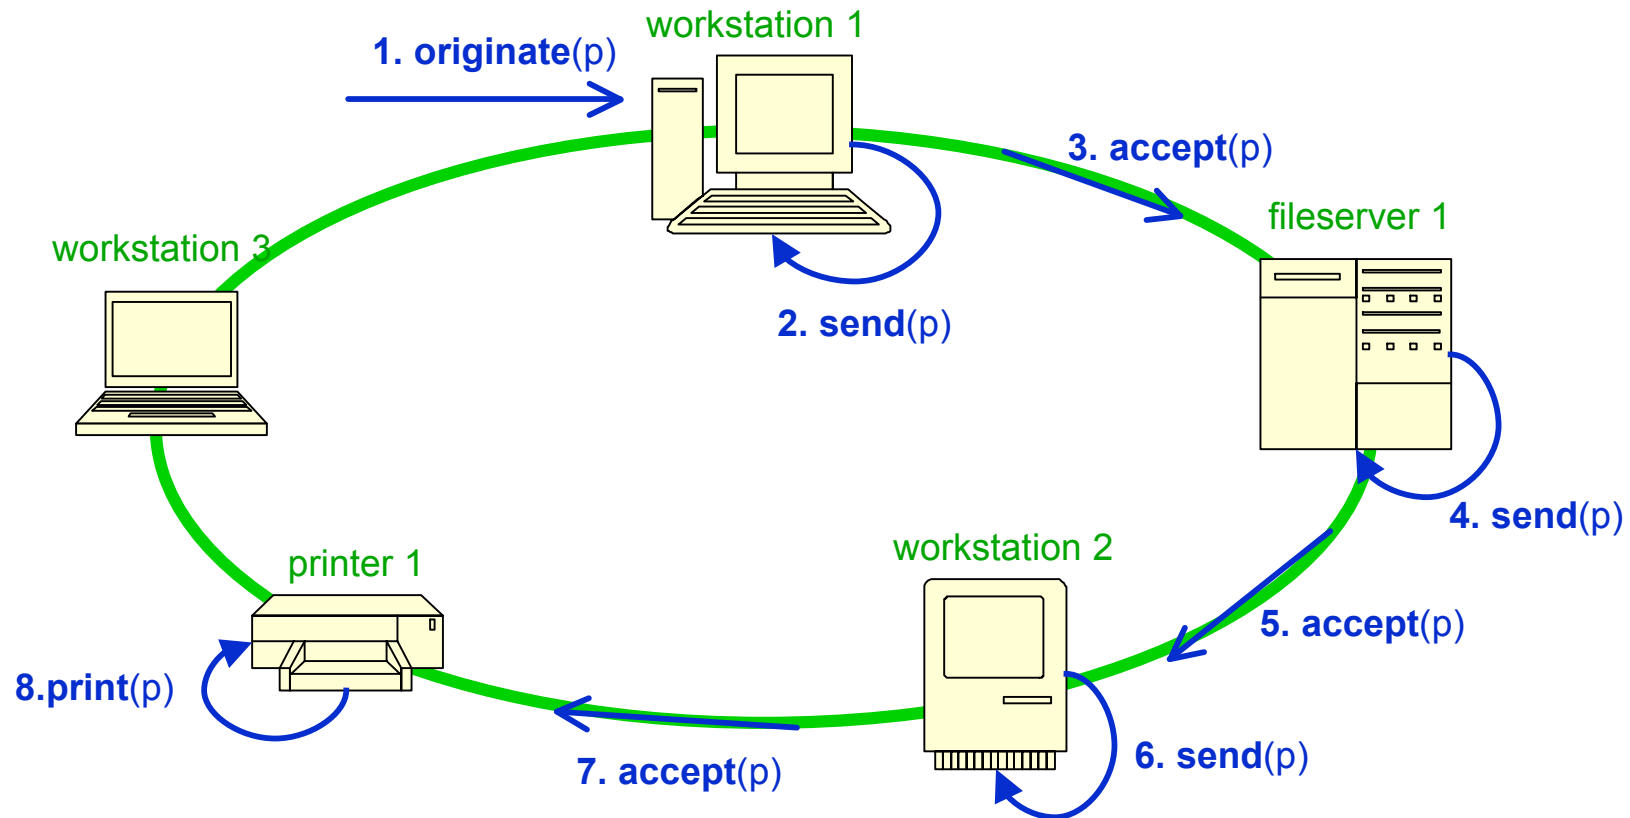 workstation 1
1. originate(p)
3. accept(p)
fileserver 1
workstation 3
2. send(p)
4. send(p)
workstation 2
printer 1
5. accept(p)
8.print(p)
6. send(p)
7. accept(p)